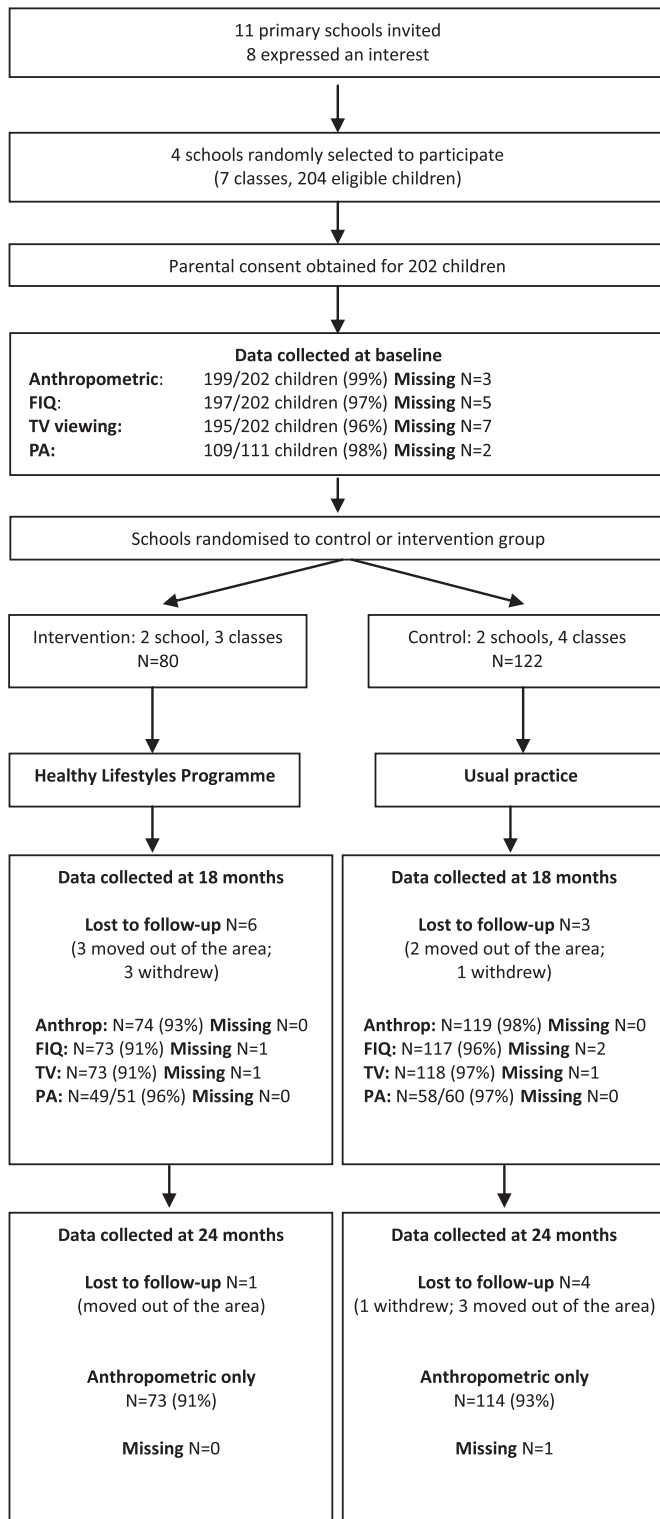 11 primary schools invited
8 expressed an interest
4 schools randomly selected to participate
(7 classes, 204 eligible children)
Parental consent obtained for 202 children
Data collected at baseline
Anthropometric: 199/202 children (99%) Missing N=3
FIQ: 197/202 children (97%) Missing N=5
TV viewing: 195/202 children (96%) Missing N=7
PA: 109/111 children (98%) Missing N=2
Schools randomised to control or intervention group
Intervention: 2 school, 3 classes
N=80
Control: 2 schools, 4 classes
N=122
Healthy Lifestyles Programme
Usual practice
Data collected at 18 months
Lost to follow-up N=6
(3 moved out of the area;
3 withdrew)
Anthrop: N=74 (93%) Missing N=0
FIQ: N=73 (91%) Missing N=1
TV: N=73 (91%) Missing N=1
PA: N=49/51 (96%) Missing N=0
Data collected at 18 months
Lost to follow-up N=3
(2 moved out of the area;
1 withdrew)
Anthrop: N=119 (98%) Missing N=0
FIQ: N=117 (96%) Missing N=2
TV: N=118 (97%) Missing N=1
PA: N=58/60 (97%) Missing N=0
Data collected at 24 months
Lost to follow-up N=1
(moved out of the area)
Anthropometric only
N=73 (91%)
Missing N=0
Data collected at 24 months
Lost to follow-up N=4
(1 withdrew; 3 moved out of the area)
Anthropometric only
N=114 (93%)
Missing N=1